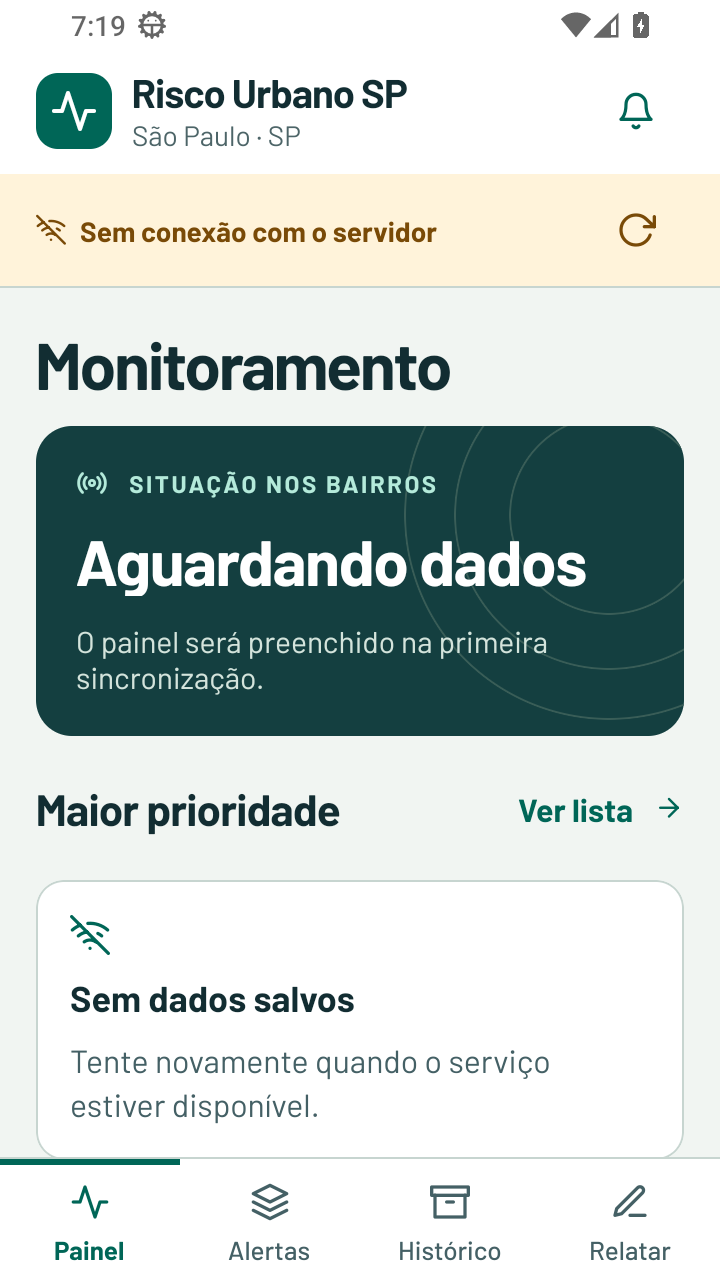 7:19
Risco Urbano SP
São Paulo · SP
Sem conexão com o servidor
Monitoramento
SITUAÇÃO NOS BAIRROS
Aguardando dados
O painel será preenchido na primeira
sincronização.
Maior prioridade
Ver lista
Sem dados salvos
Tente novamente quando o serviço
estiver disponível.
Painel
Alertas
Histórico
Relatar